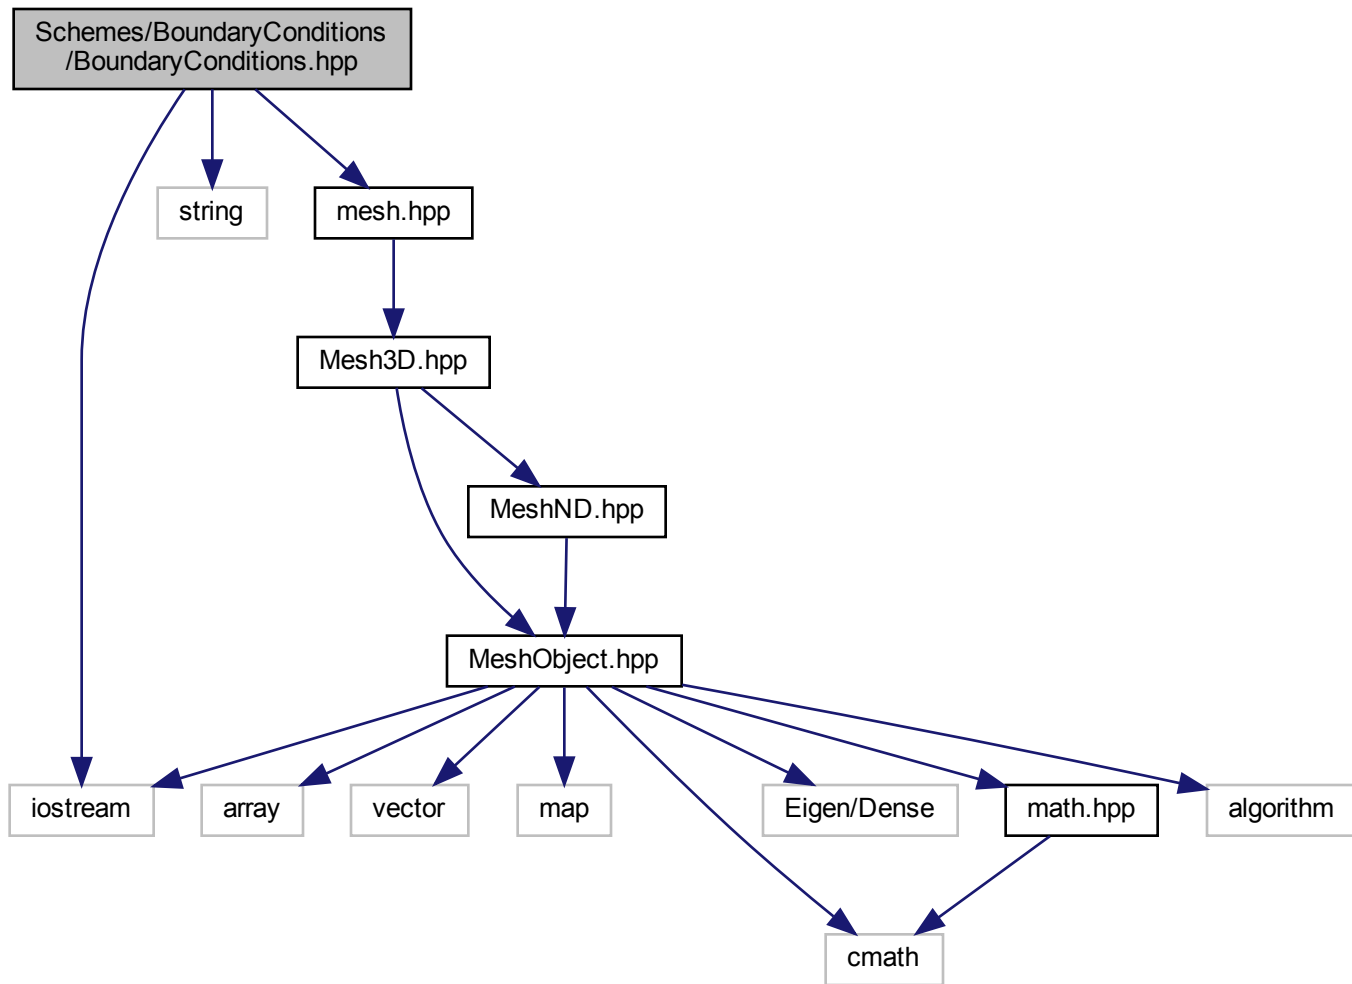 Schemes/BoundaryConditions
/BoundaryConditions.hpp
string
mesh.hpp
Mesh3D.hpp
MeshND.hpp
MeshObject.hpp
iostream
array
vector
map
Eigen/Dense
math.hpp
algorithm
cmath